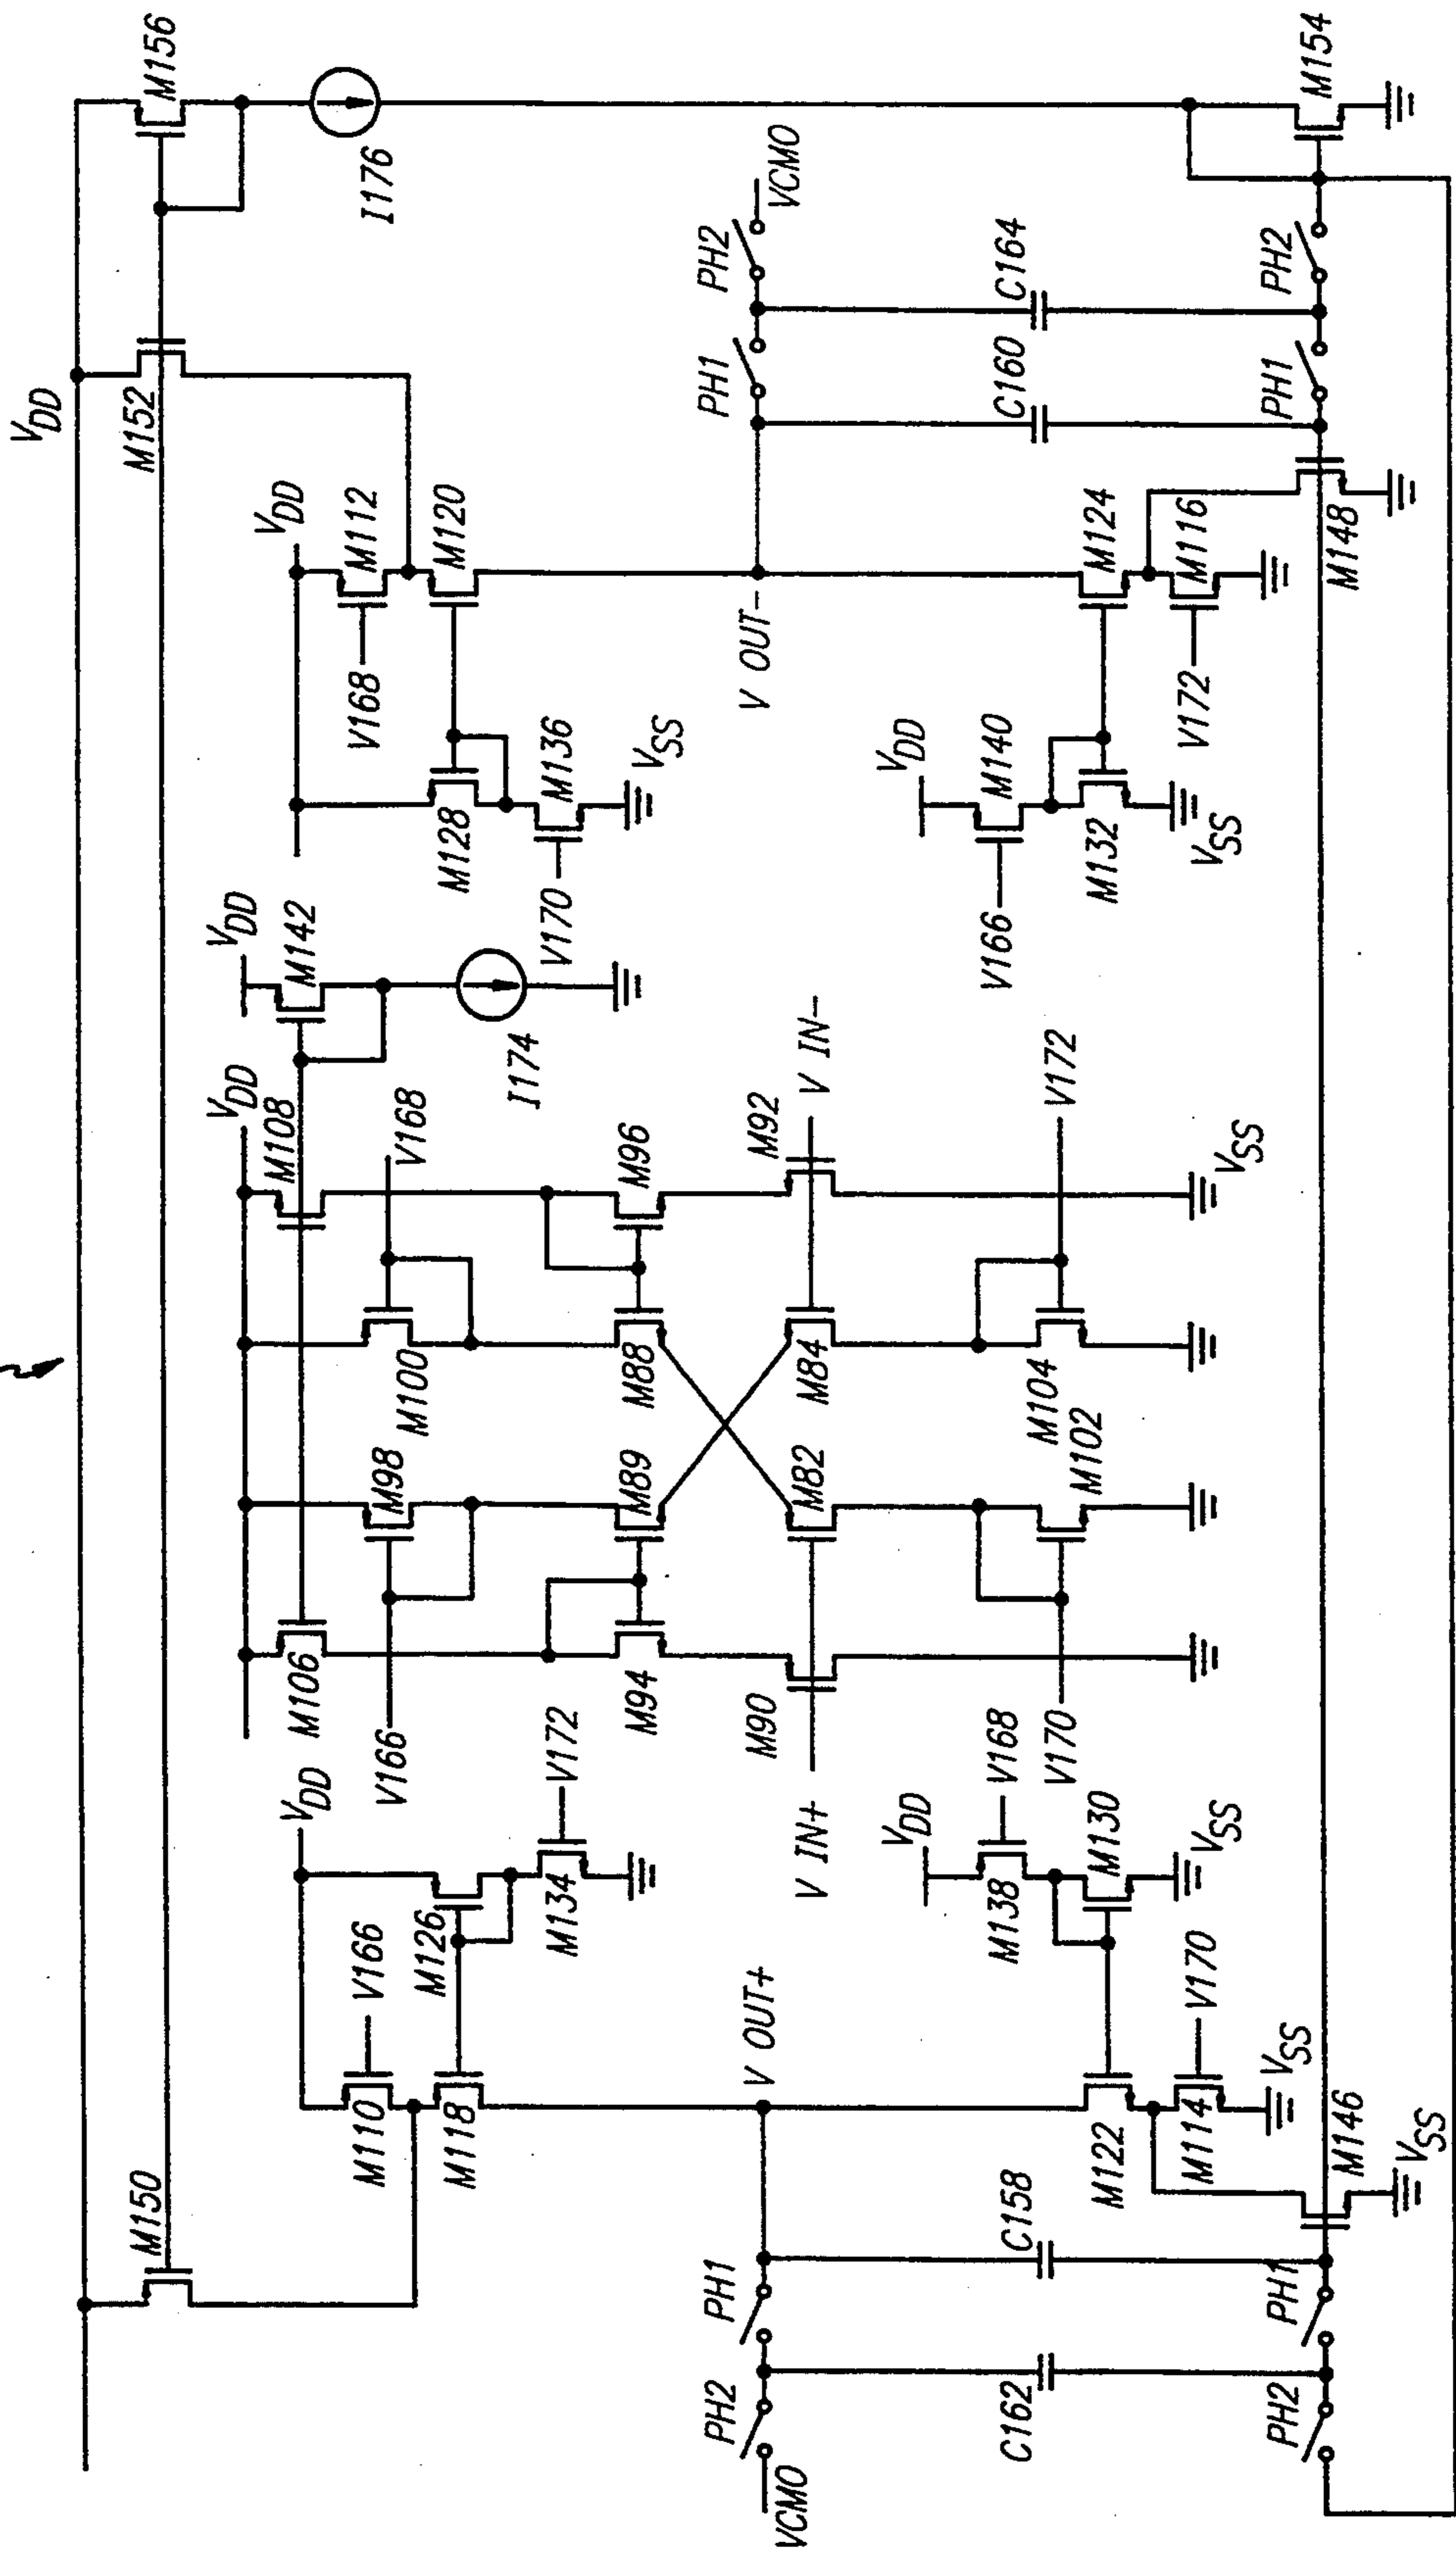 VDD
M150
M152
M156
VDD
VDD
VDD
VDD
M106
M108
M142
M110
V166
V166
M98
M100
V168
V168
M112
I176
M118
M126
M128
M120
M134
V172
I174
V170
M136
VSS
M94
M89
M88
M96
PH2
PH1
V OUT+
M90
M92
V OUT-
PH1
PH2
VCMO
V IN+
M82
M84
V IN-
VCMO
VDD
VDD
M138
V168
V166
M140
C162
C158
C160
C164
V170
M102
M104
V172
M122
M130
M132
M124
M114
V170
V172
M116
VSS
VSS
VSS
VSS
PH2
PH1
M146
M148
PH1
PH2
M154
VSS